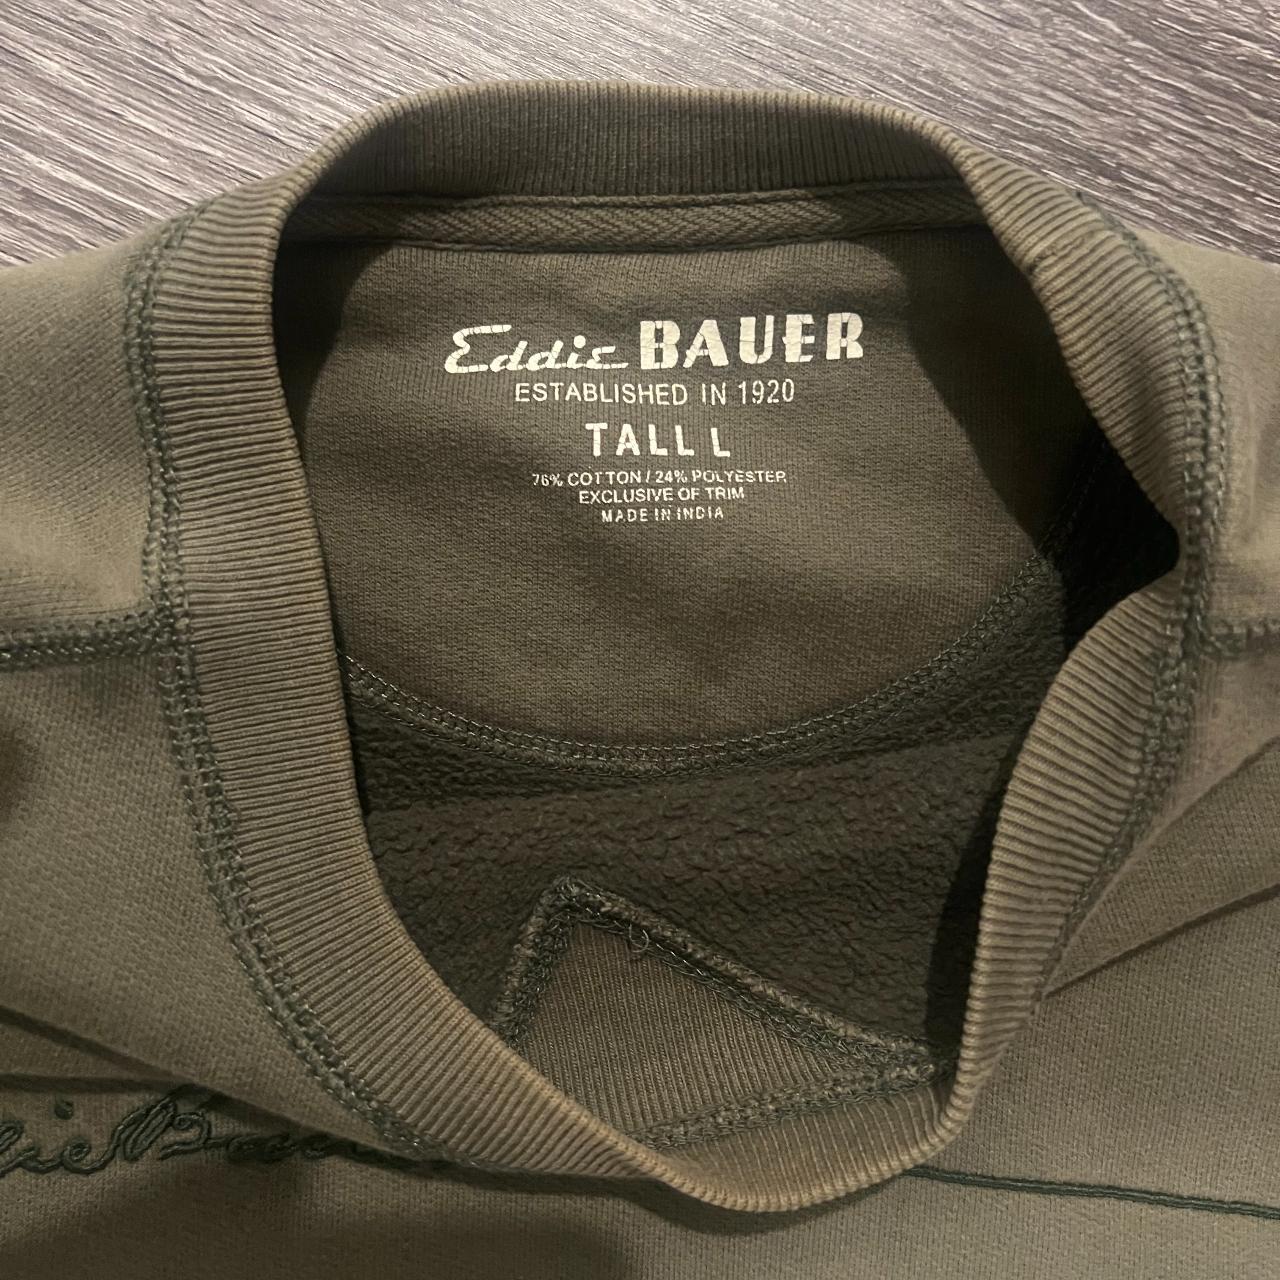 Eddie BAUER
ESTABLISHED IN 1920
TALL L
76% COTTON / 24% POLYESTER
EXCLUSIVE OF TRIM
MADE IN INDIA